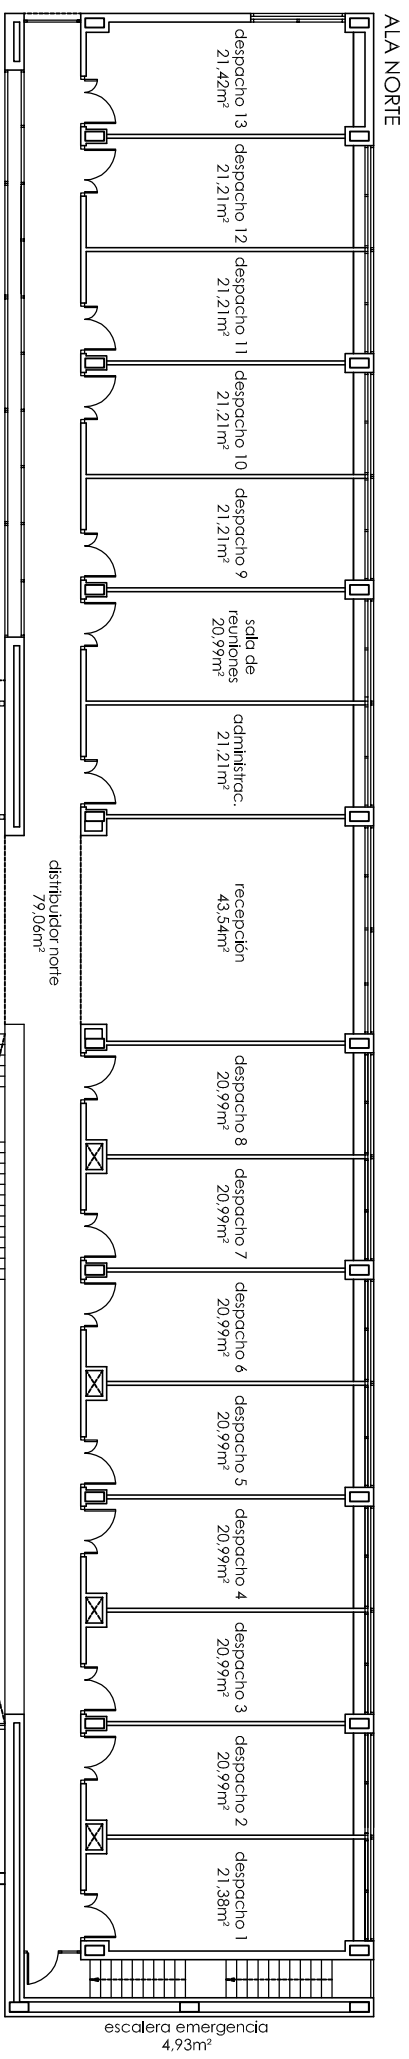 ALA NORTE
despacho 13
21,42m²
despacho 12
21,21m²
despacho 11
21,21m²
despacho 10
21,21m²
despacho 9
21,21m²
sala de
reuniones
20,99m²
administrac.
21,21m²
recepción
43,54m²
distribuidor norte
79,06m²
despacho 8
20,99m²
despacho 7
20,99m²
despacho 6
20,99m²
despacho 5
20,99m²
despacho 4
20,99m²
despacho 3
20,99m²
despacho 2
20,99m²
despacho 1
21,38m²
escalera emergencia
4,93m²